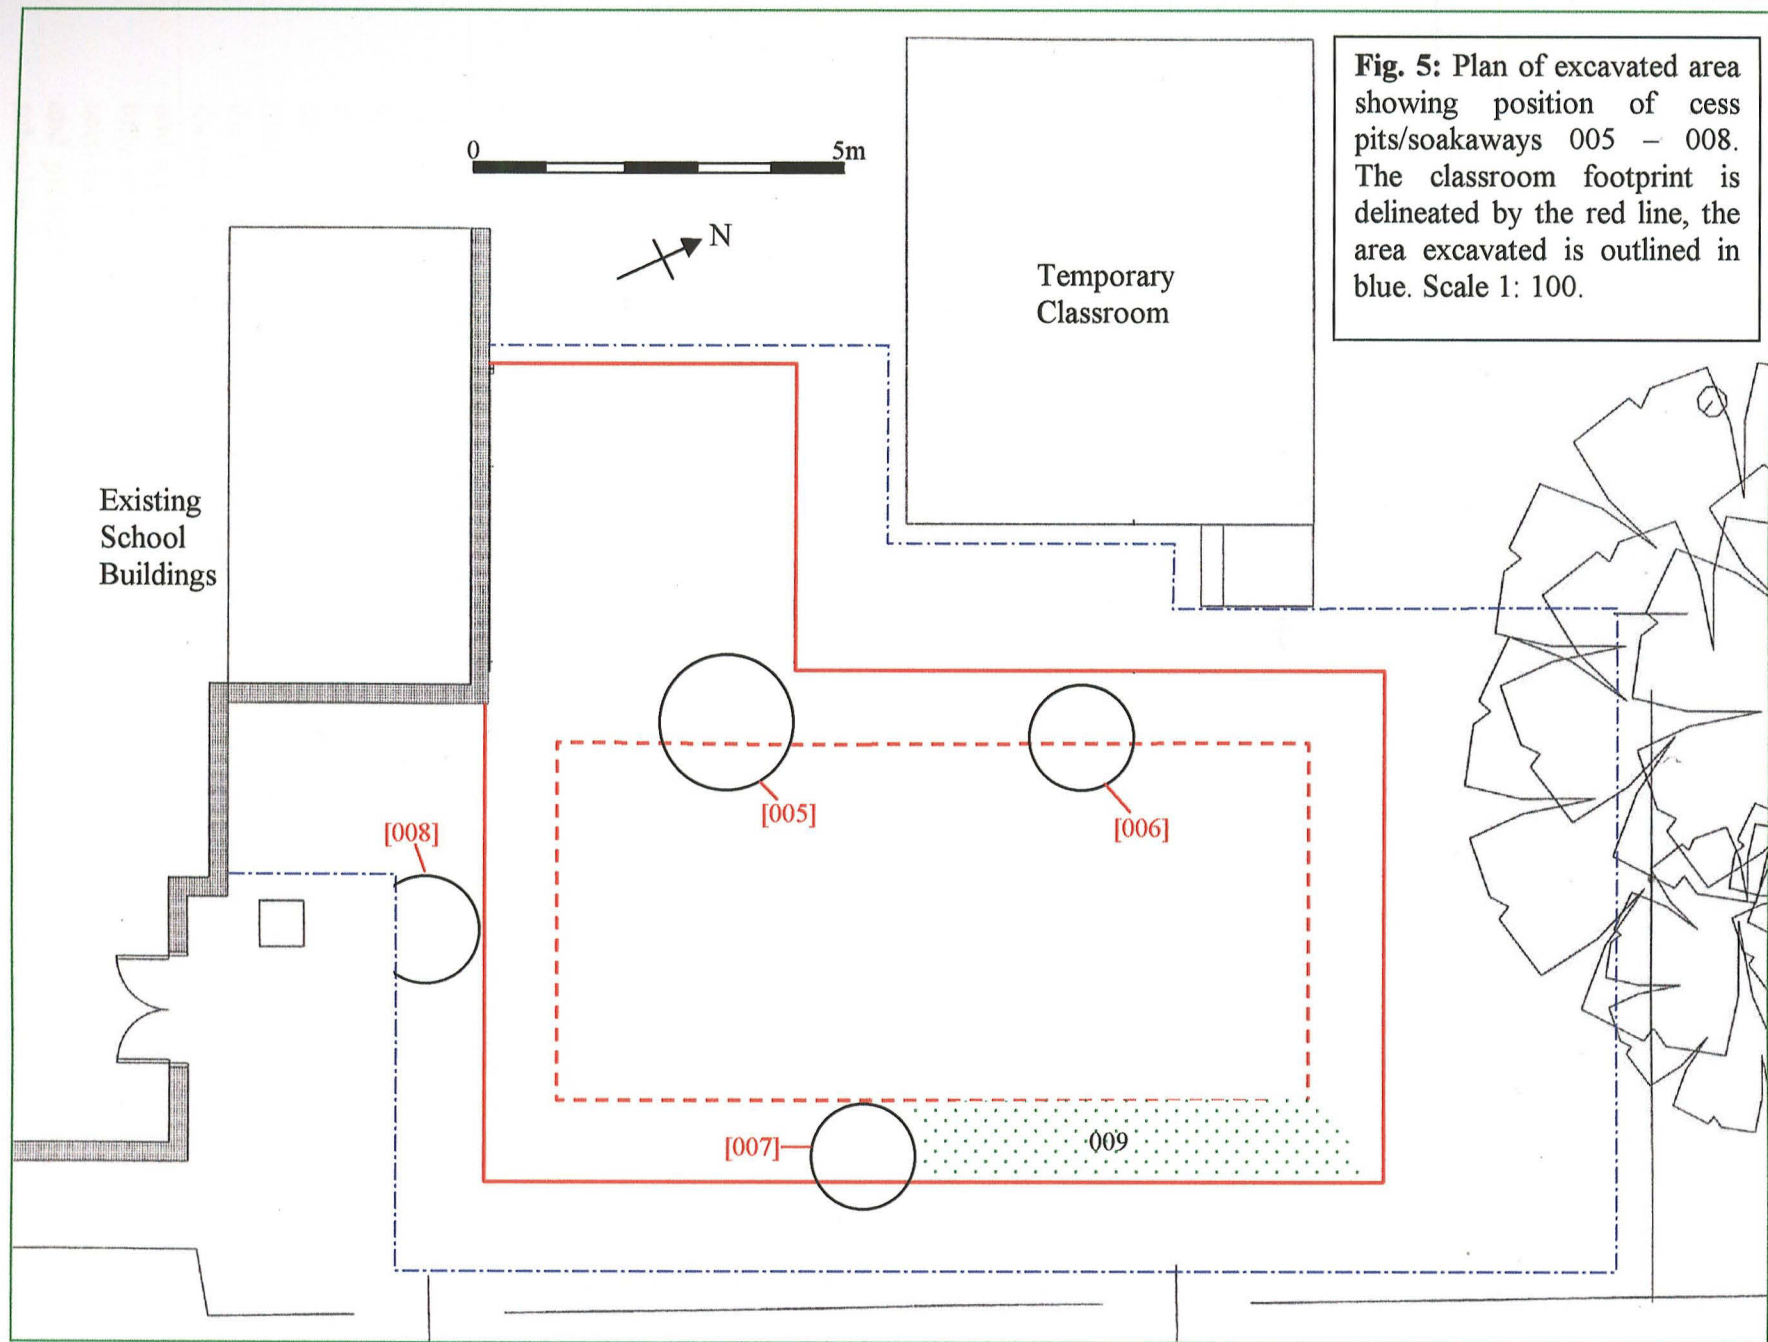 Fig. 5: Plan of excavated area
showing position of cess
pits/soakaways 005 – 008.
The classroom footprint is
delineated by the red line, the
area excavated is outlined in
blue. Scale 1: 100.
0 5m
N
Temporary
Classroom
Existing
School
Buildings
[005]
[006]
[008]
[007]
009